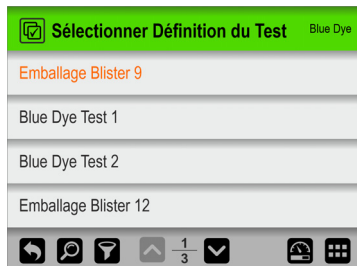 Sélectionner Définition du Test Blue Dye
Emballage Blister 9
Blue Dye Test 1
Blue Dye Test 2
Emballage Blister 12
1
3